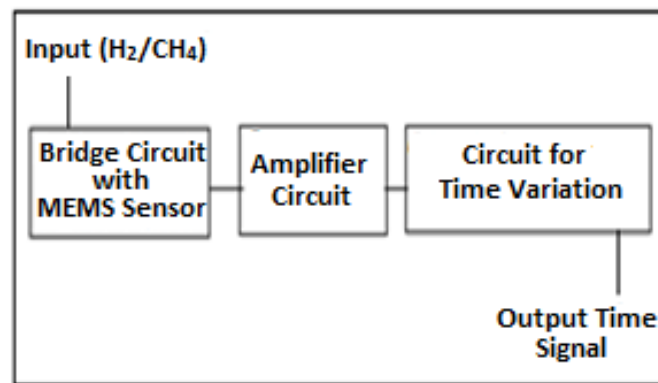 Input (H₂/CH₄)
Bridge Circuit
with
MEMS Sensor
Amplifier
Circuit
Circuit for
Time Variation
Output Time
Signal